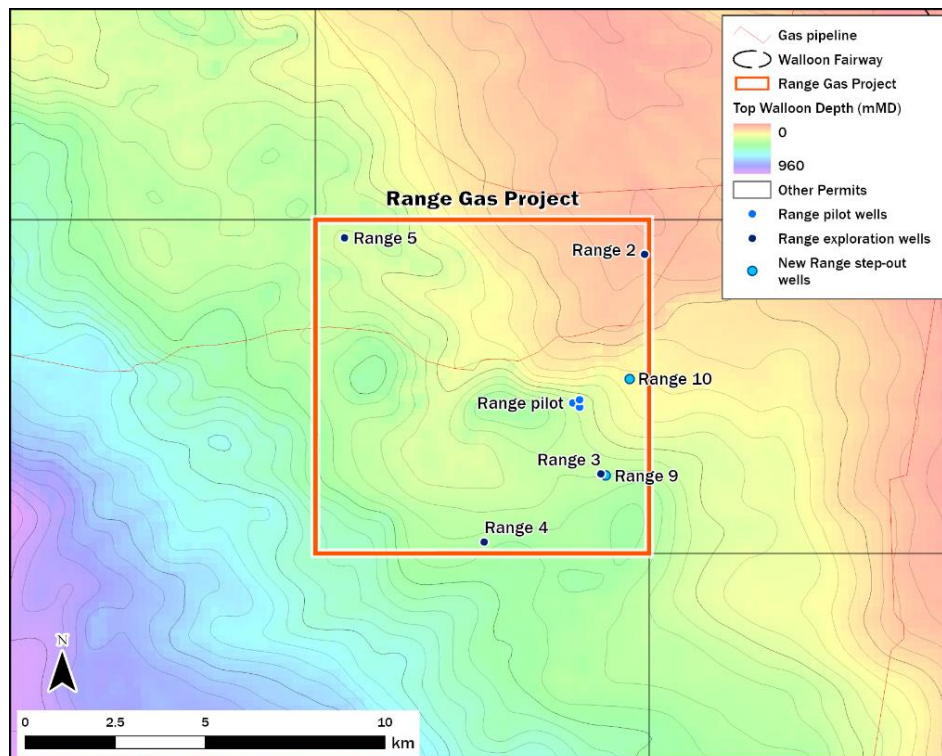 Gas pipeline
Walloon Fairway
Range Gas Project
Top Walloon Depth (mMD)
0
960
Other Permits
Range pilot wells
Range exploration wells
New Range step-out
wells
Range Gas Project
Range 5
Range 2
Range 10
Range pilot
Range 3
Range 9
Range 4
N
0 2.5 5 10
km